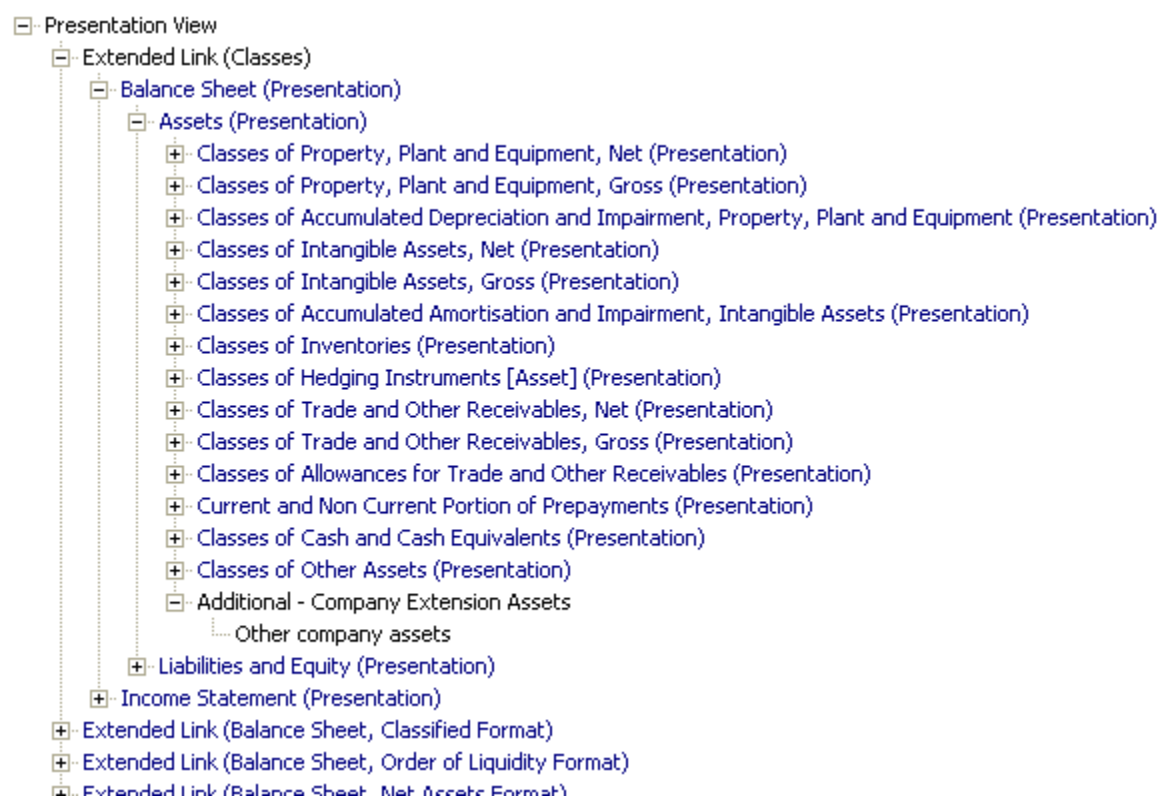 Presentation View
Extended Link (Classes)
Balance Sheet (Presentation)
Assets (Presentation)
Classes of Property, Plant and Equipment, Net (Presentation)
Classes of Property, Plant and Equipment, Gross (Presentation)
Classes of Accumulated Depreciation and Impairment, Property, Plant and Equipment (Presentation)
Classes of Intangible Assets, Net (Presentation)
Classes of Intangible Assets, Gross (Presentation)
Classes of Accumulated Amortisation and Impairment, Intangible Assets (Presentation)
Classes of Inventories (Presentation)
Classes of Hedging Instruments [Asset] (Presentation)
Classes of Trade and Other Receivables, Net (Presentation)
Classes of Trade and Other Receivables, Gross (Presentation)
Classes of Allowances for Trade and Other Receivables (Presentation)
Current and Non Current Portion of Prepayments (Presentation)
Classes of Cash and Cash Equivalents (Presentation)
Classes of Other Assets (Presentation)
Additional - Company Extension Assets
Other company assets
Liabilities and Equity (Presentation)
Income Statement (Presentation)
Extended Link (Balance Sheet, Classified Format)
Extended Link (Balance Sheet, Order of Liquidity Format)
Extended Link (Balance Sheet, Net Assets Format)